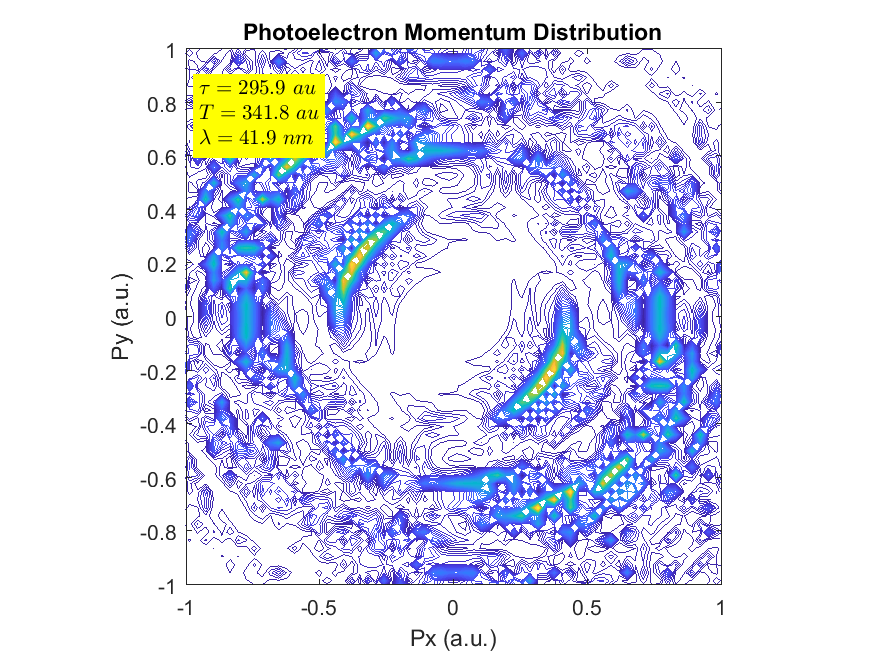 Photoelectron Momentum Distribution
τ = 295.9 au
T = 341.8 au
λ = 41.9 nm
1
0.8
0.6
0.4
0.2
0
-0.2
-0.4
-0.6
-0.8
-1
Py (a.u.)
-1
-0.5
0
0.5
1
Px (a.u.)